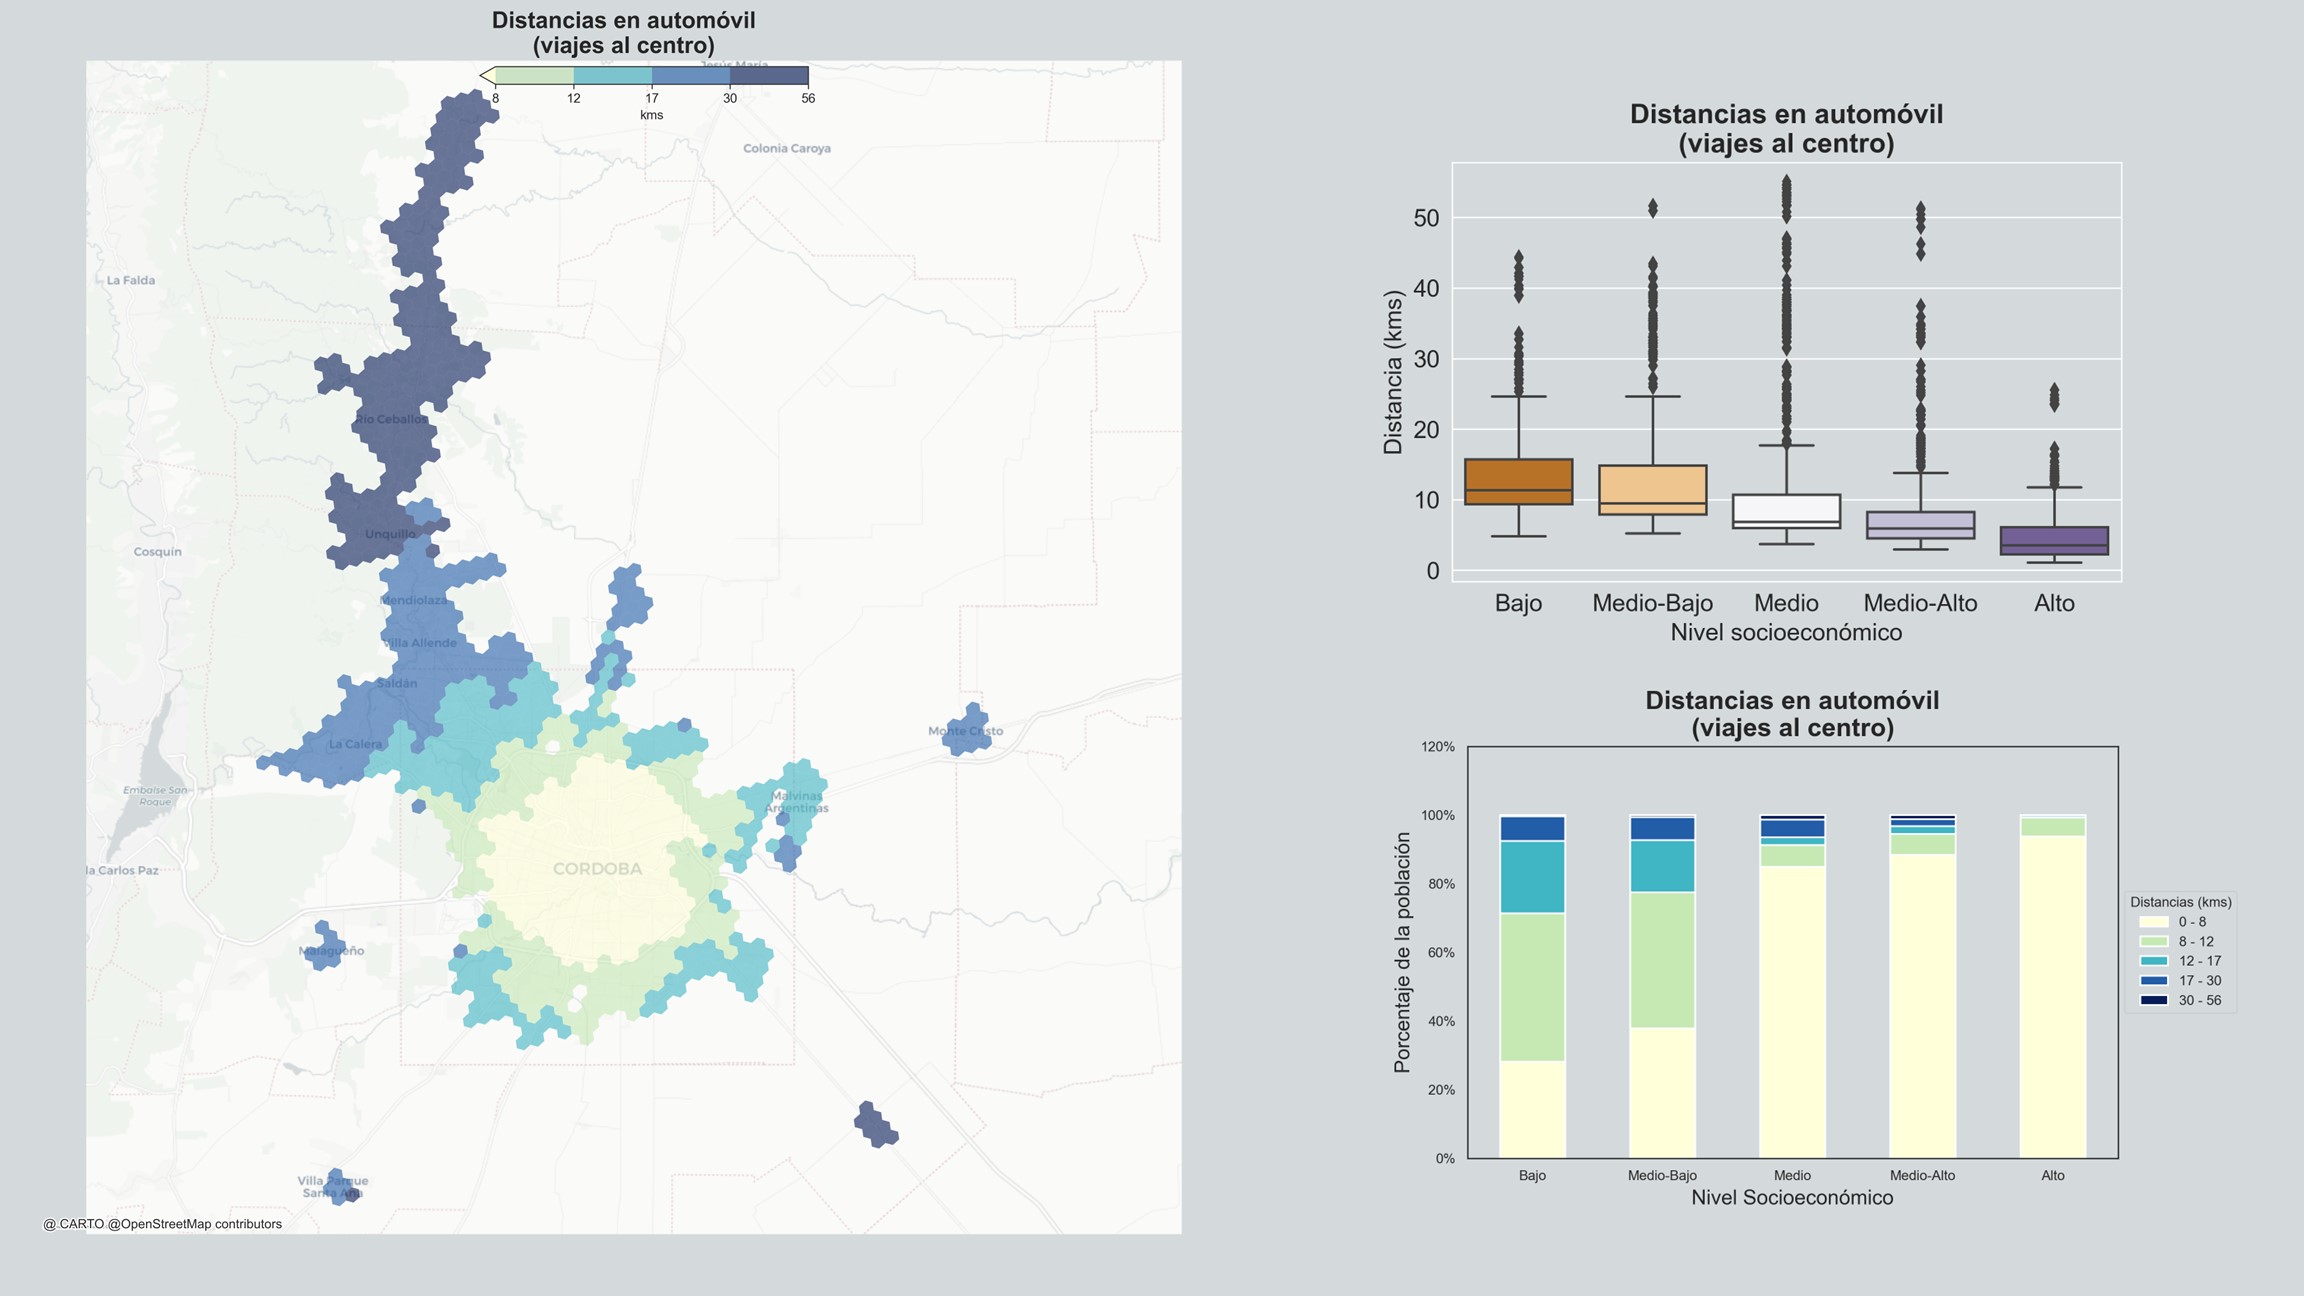 Distancias en automóvil
(viajes al centro)
8 12 17 30 56
kms
Jesús María
Colonia Caroya
La Falda
Río Ceballos
Unquillo
Cosquín
Mendiolaza
Villa Allende
Saldán
La Calera
Monte Cristo
Embalse San
Roque
Malvinas
Argentinas
CORDOBA
la Carlos Paz
Malagueño
Villa Parque
Santa Ana
@ CARTO @OpenStreetMap contributors
Distancias en automóvil
(viajes al centro)
Distancia (kms)
50
40
30
20
10
0
Bajo Medio-Bajo Medio Medio-Alto Alto
Nivel socioeconómico
Distancias en automóvil
(viajes al centro)
Porcentaje de la población
120%
100%
80%
60%
40%
20%
0%
Bajo Medio-Bajo Medio Medio-Alto Alto
Nivel Socioeconómico
Distancias (kms)
0 - 8
8 - 12
12 - 17
17 - 30
30 - 56